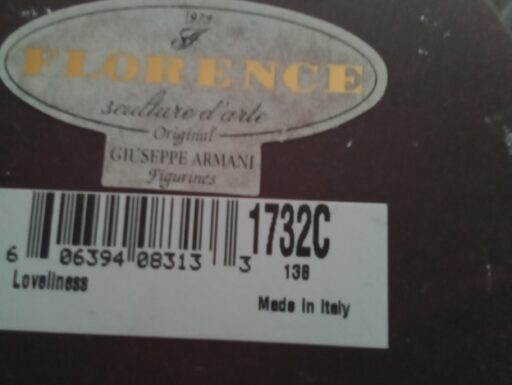 1973
FLORENCE
sculture d'arte
Original
GIUSEPPE ARMANI
Figurines
1732C
6 06394 08313 3
138
Loveliness
Made in Italy